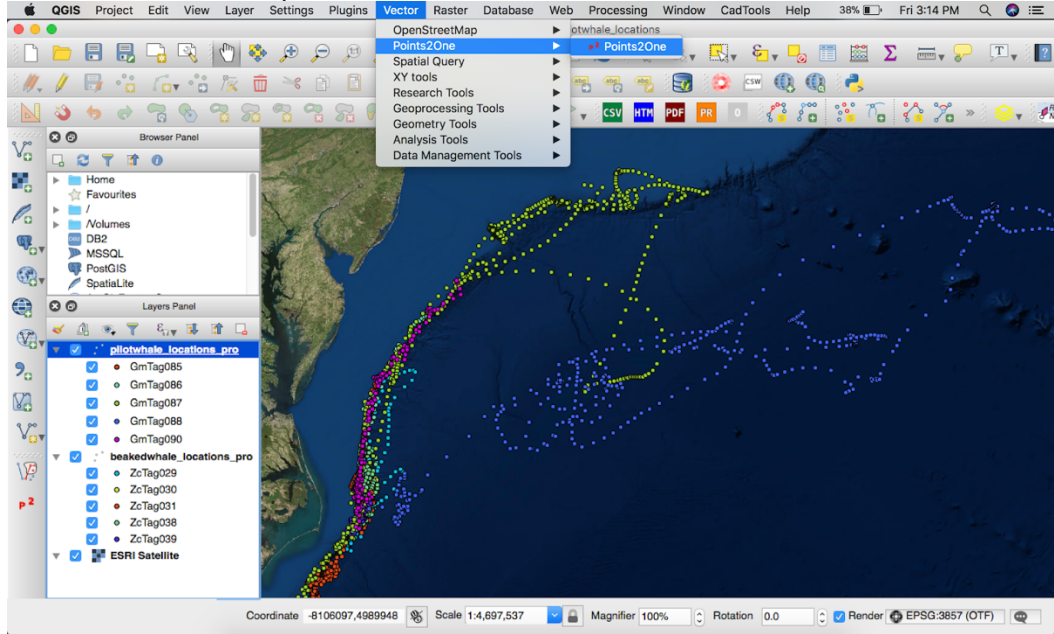 QGIS Project Edit View Layer Settings Plugins Vector Raster Database Web Processing Window CadTools Help 38% Fri 3:14 PM
otwhale_locations
OpenStreetMap
Points2One
Points2One
Spatial Query
XY tools
Research Tools
Geoprocessing Tools
Geometry Tools
Analysis Tools
Data Management Tools
CSW
CSV HTM PDF PR 0
Browser Panel
Home
Favourites
/
/Volumes
DB2
MSSQL
PostGIS
SpatiaLite
Layers Panel
pilotwhale_locations_pro
GmTag085
GmTag086
GmTag087
GmTag088
GmTag090
beakedwhale_locations_pro
ZcTag029
ZcTag030
ZcTag031
ZcTag038
ZcTag039
ESRI Satellite
P2
Coordinate -8106097,4989948 Scale 1:4,697,537 Magnifier 100% Rotation 0.0 Render EPSG:3857 (OTF)